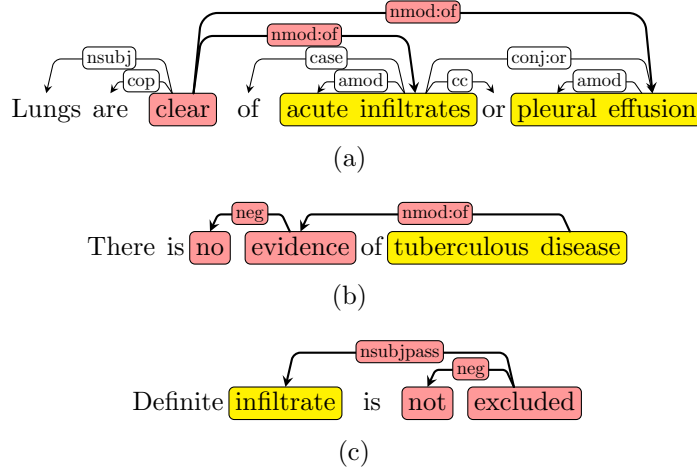 nmod:of
nmod:of
nsubj case conj:or
cop amod cc amod
Lungs are clear of acute infiltrates or pleural effusion
(a)
neg nmod:of
There is no evidence of tuberculous disease
(b)
nsubjpass
neg
Definite infiltrate is not excluded
(c)